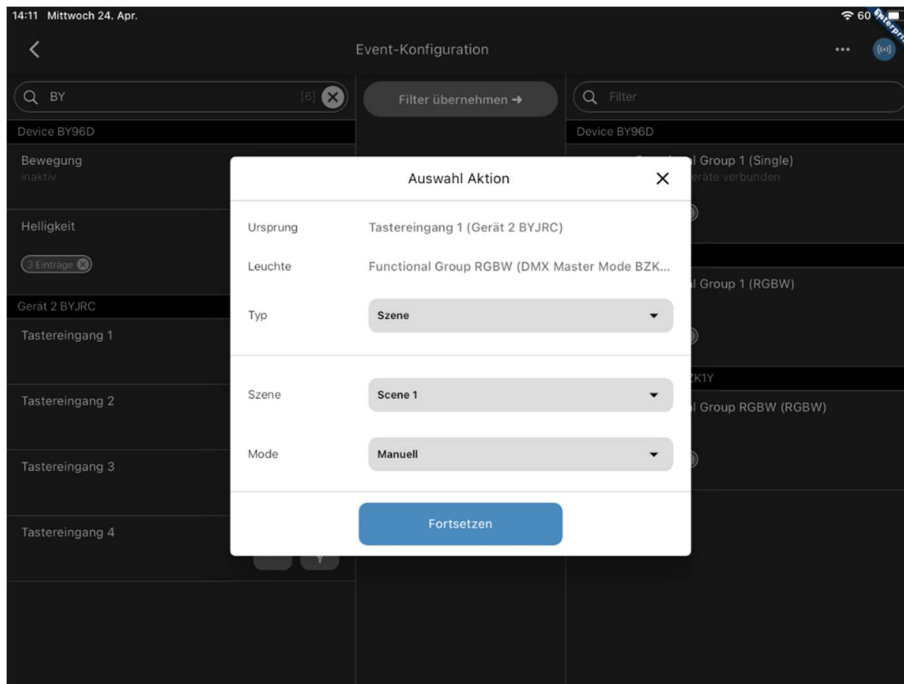 14:11 Mittwoch 24. Apr.
60
Enterpri
Event-Konfiguration
BY [6]
Filter übernehmen ➔
Filter
Device BY96D
Bewegung
inaktiv
Helligkeit
3 Einträge
Gerät 2 BYJRC
Tastereingang 1
Tastereingang 2
Tastereingang 3
Tastereingang 4
Auswahl Aktion
Ursprung Tastereingang 1 (Gerät 2 BYJRC)
Leuchte Functional Group RGBW (DMX Master Mode BZK...
Typ Szene
Szene Scene 1
Mode Manuell
Fortsetzen
Device BY96D
Group 1 (Single)
verbunden
Group 1 (RGBW)
ZK1Y
Group RGBW (RGBW)